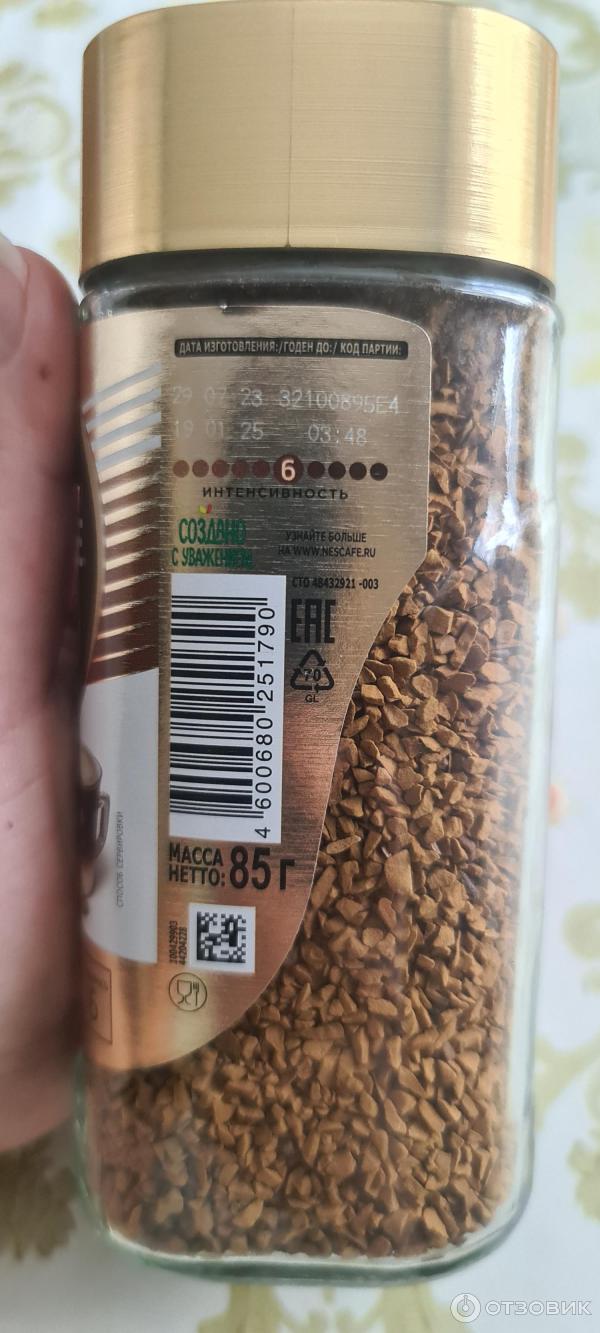 ДАТА ИЗГОТОВЛЕНИЯ:/ГОДЕН ДО:/ КОД ПАРТИИ:
29 07 23 32100895E4
19 01 25 03:48
6
ИНТЕНСИВНОСТЬ
СОЗДАНО
С УВАЖЕНИЕМ
УЗНАЙТЕ БОЛЬШЕ
НА WWW.NESCAFE.RU
СТО 48432921 -003
EAC
70
GL
4 600680 251790
СПОСОБ СЕРВИРОВКИ
МАССА
НЕТТО: 85 г
44204228
ОТЗОВИК